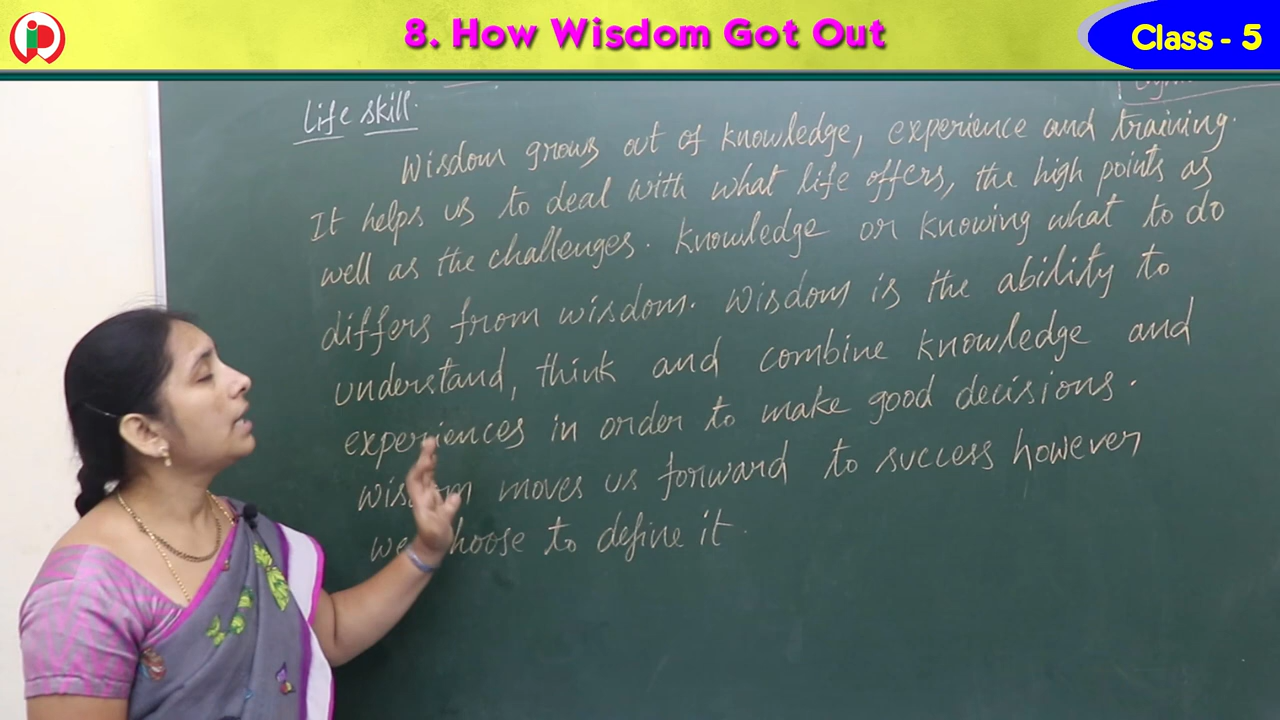 8. How Wisdom Got Out
Class - 5
Life skill.
Wisdom grows out of knowledge, experience and training.
It helps us to deal with what life offers, the high points as
well as the challenges. Knowledge or knowing what to do
differs from wisdom. Wisdom is the ability to
understand, think and combine knowledge and
experiences in order to make good decisions.
wisdom moves us forward to success however
we choose to define it.